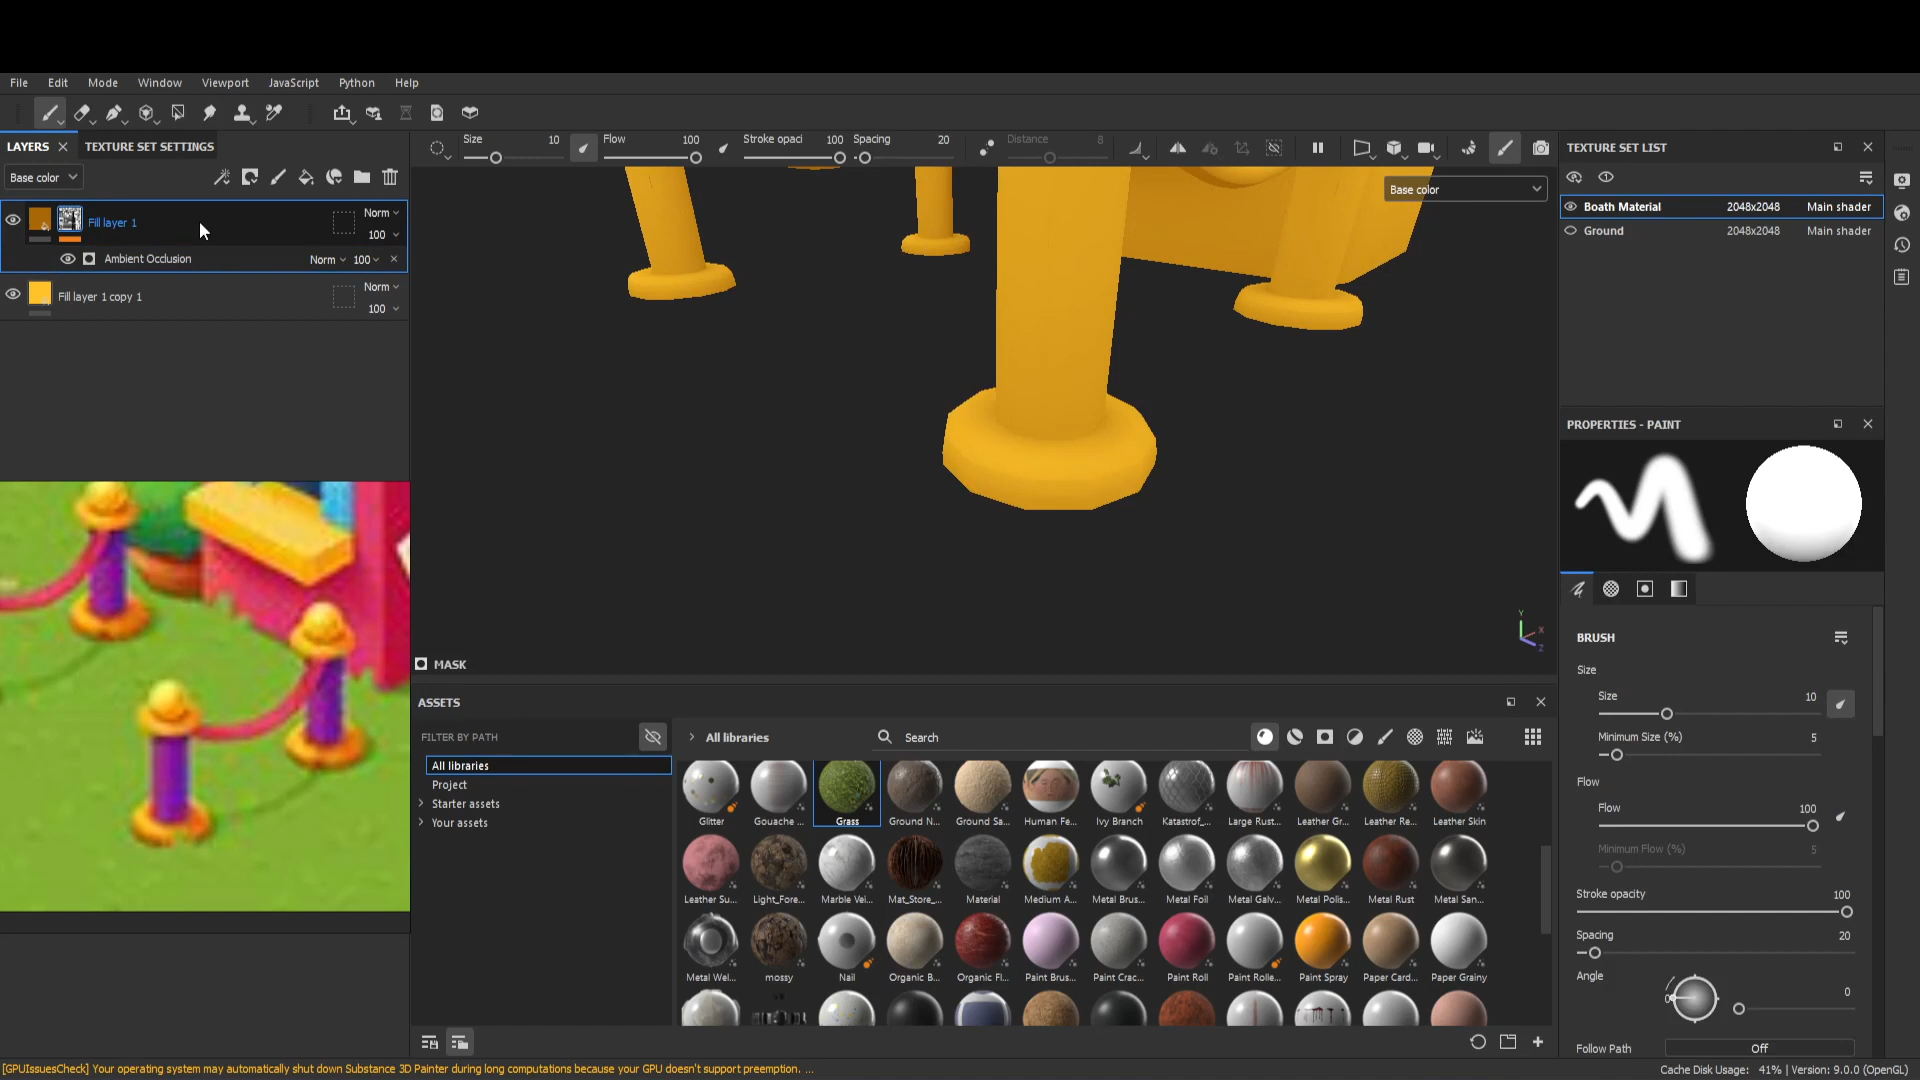 File Edit Mode Window Viewport JavaScript Python Help
LAYERS TEXTURE SET SETTINGS
Size 10 Flow 100 Stroke opaci 100 Spacing 20 Distance 8
TEXTURE SET LIST
Base color
Base color
Boath Material 2048x2048 Main shader
Ground 2048x2048 Main shader
Fill layer 1 Norm 100
Ambient Occlusion Norm 100
Fill layer 1 copy 1 Norm 100
PROPERTIES - PAINT
BRUSH
Size
Size 10
Minimum Size (%) 5
Flow
Flow 100
Minimum Flow (%) 5
Stroke opacity 100
Spacing 20
Angle 0
Follow Path Off
Y X Z
MASK
ASSETS
FILTER BY PATH
All libraries
Project
Starter assets
Your assets
All libraries Search
Glitter Gouache ... Grass Ground N... Ground Sa... Human Fe... Ivy Branch Katastrof_... Large Rust... Leather Gr... Leather Re... Leather Skin
Leather Su... Light_Fore... Marble Vei... Mat_Store_... Material Medium A... Metal Brus... Metal Foil Metal Galv... Metal Polis... Metal Rust Metal San...
Metal Wel... mossy Nail Organic B... Organic Fl... Paint Brus... Paint Crac... Paint Roll Paint Rolle... Paint Spray Paper Card... Paper Grainy
[GPUIssuesCheck] Your operating system may automatically shut down Substance 3D Painter during long computations because your GPU doesn't support preemption. ...
Cache Disk Usage: 41% | Version: 9.0.0 (OpenGL)